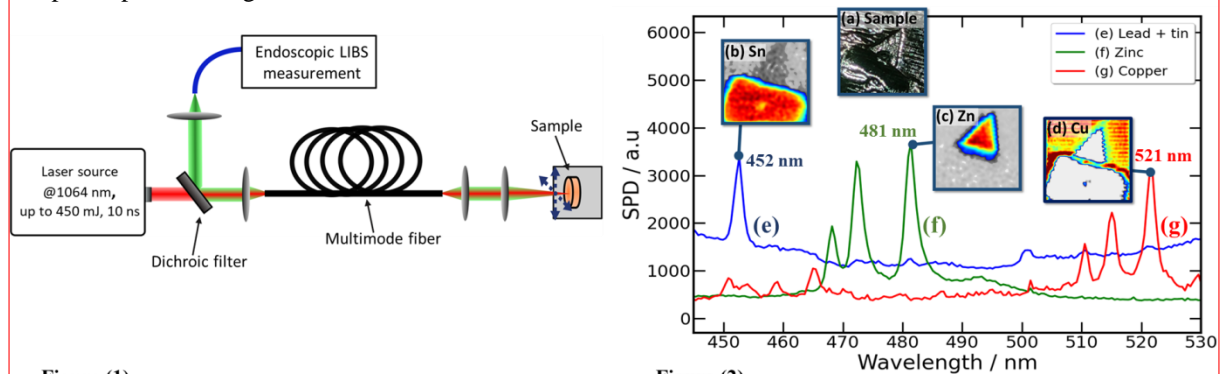 Endoscopic LIBS
measurement
Laser source
@1064 nm,
up to 450 mJ, 10 ns
Dichroic filter
Multimode fiber
Sample
6000
5000
4000
3000
2000
1000
0
SPD / a.u
(a) Sample
(b) Sn
(c) Zn
(d) Cu
(e) Lead + tin
(f) Zinc
(g) Copper
452 nm
481 nm
521 nm
(e)
(f)
(g)
450 460 470 480 490 500 510 520 530
Wavelength / nm